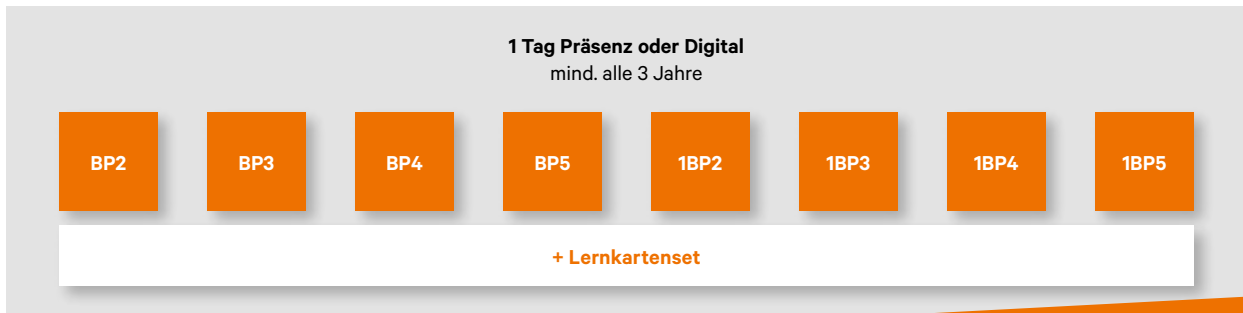 1 Tag Präsenz oder Digital
mind. alle 3 Jahre
BP2 BP3 BP4 BP5 1BP2 1BP3 1BP4 1BP5
+ Lernkartenset